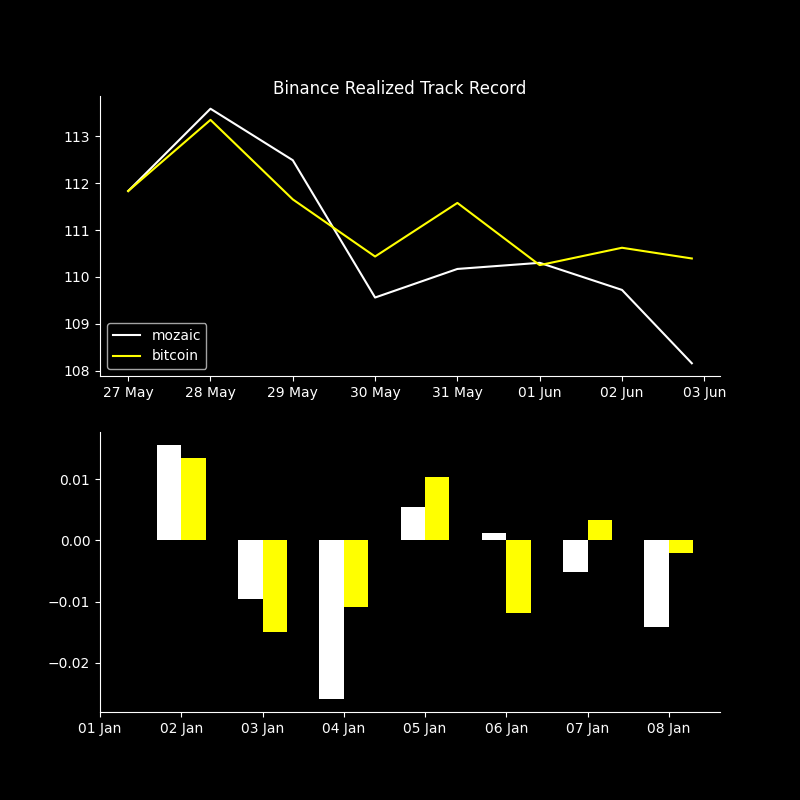 Binance Realized Track Record
113
112
111
110
109
108
mozaic
bitcoin
27 May 28 May 29 May 30 May 31 May 01 Jun 02 Jun 03 Jun
0.01
0.00
−0.01
−0.02
01 Jan 02 Jan 03 Jan 04 Jan 05 Jan 06 Jan 07 Jan 08 Jan